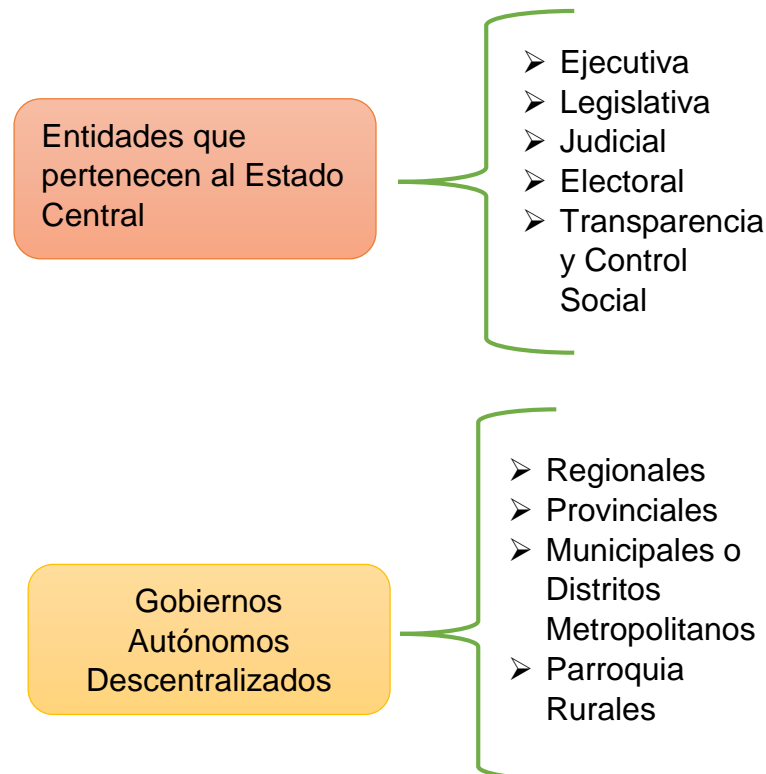 Entidades que
pertenecen al Estado
Central
➢ Ejecutiva
➢ Legislativa
➢ Judicial
➢ Electoral
➢ Transparencia
y Control
Social
Gobiernos
Autónomos
Descentralizados
➢ Regionales
➢ Provinciales
➢ Municipales o
Distritos
Metropolitanos
➢ Parroquia
Rurales